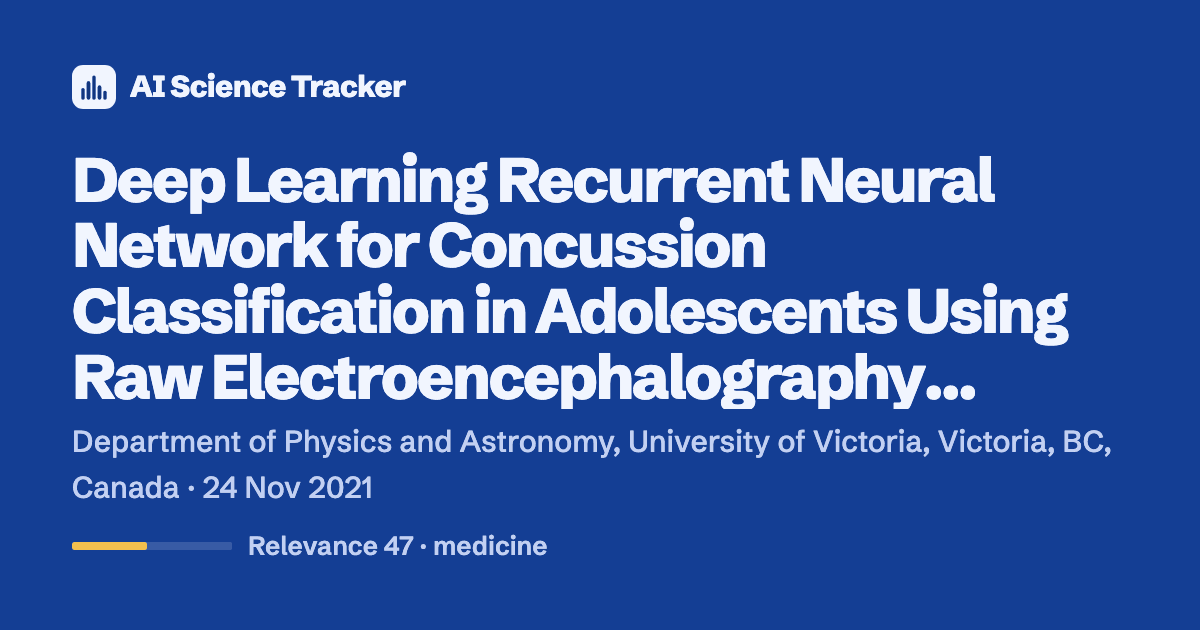 AI Science Tracker
Deep Learning Recurrent Neural
Network for Concussion
Classification in Adolescents Using
Raw Electroencephalography...
Department of Physics and Astronomy, University of Victoria, Victoria, BC,
Canada · 24 Nov 2021
Relevance 47 · medicine